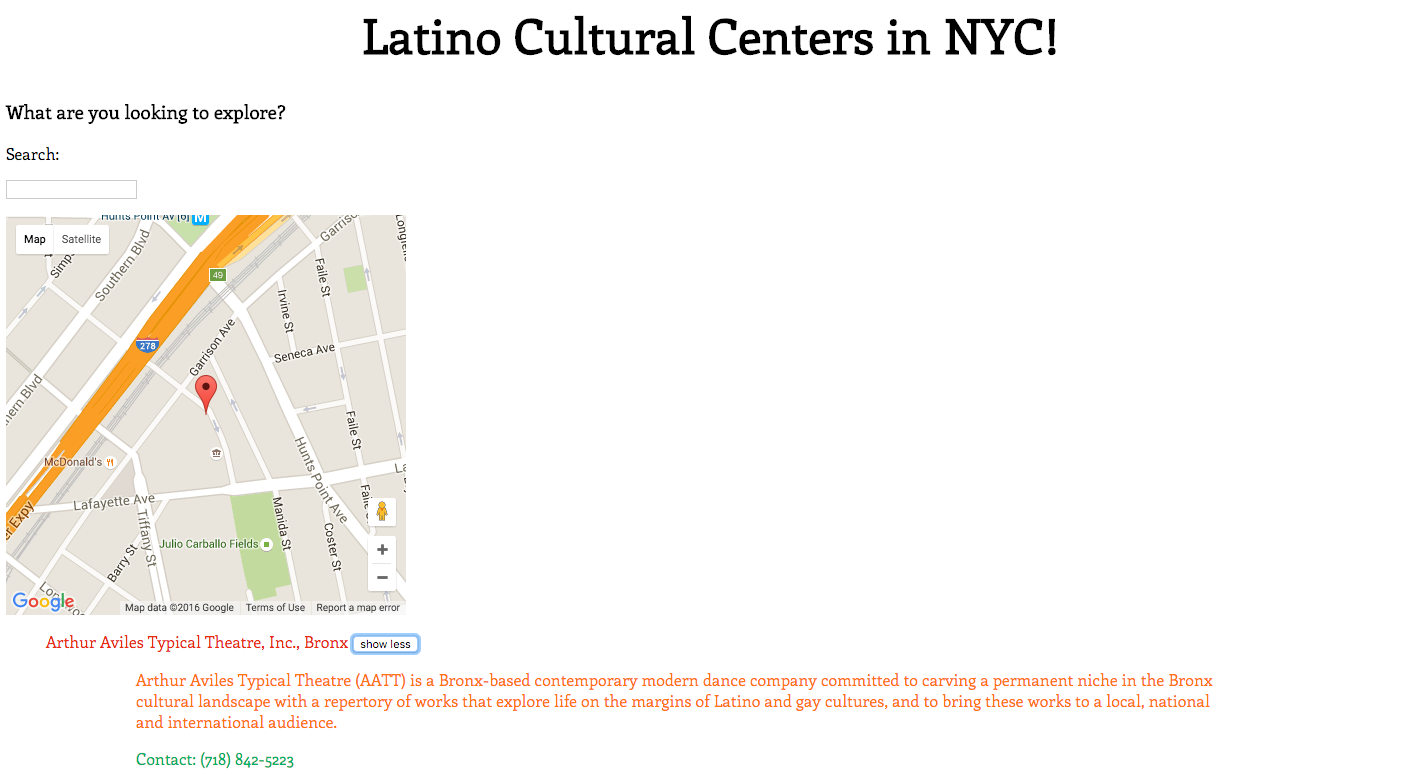 Latino Cultural Centers in NYC!
What are you looking to explore?
Search:
Hunts Point Av [6] M
Map Satellite
Garriso
Longfe
Simp
Southern Blvd
Faile St
49
Irvine St
278
Garrison Ave
Seneca Ave
hern Blvd
Faile St
McDonald's
Hunts Point Ave
La
Lafayette Ave
Faile
er Expy
Tiffany St
Manida St
Coster St
Julio Carballo Fields
Barry St
+
−
Google
Map data ©2016 Google Terms of Use Report a map error
Arthur Aviles Typical Theatre, Inc., Bronx show less
Arthur Aviles Typical Theatre (AATT) is a Bronx-based contemporary modern dance company committed to carving a permanent niche in the Bronx
cultural landscape with a repertory of works that explore life on the margins of Latino and gay cultures, and to bring these works to a local, national
and international audience.
Contact: (718) 842-5223